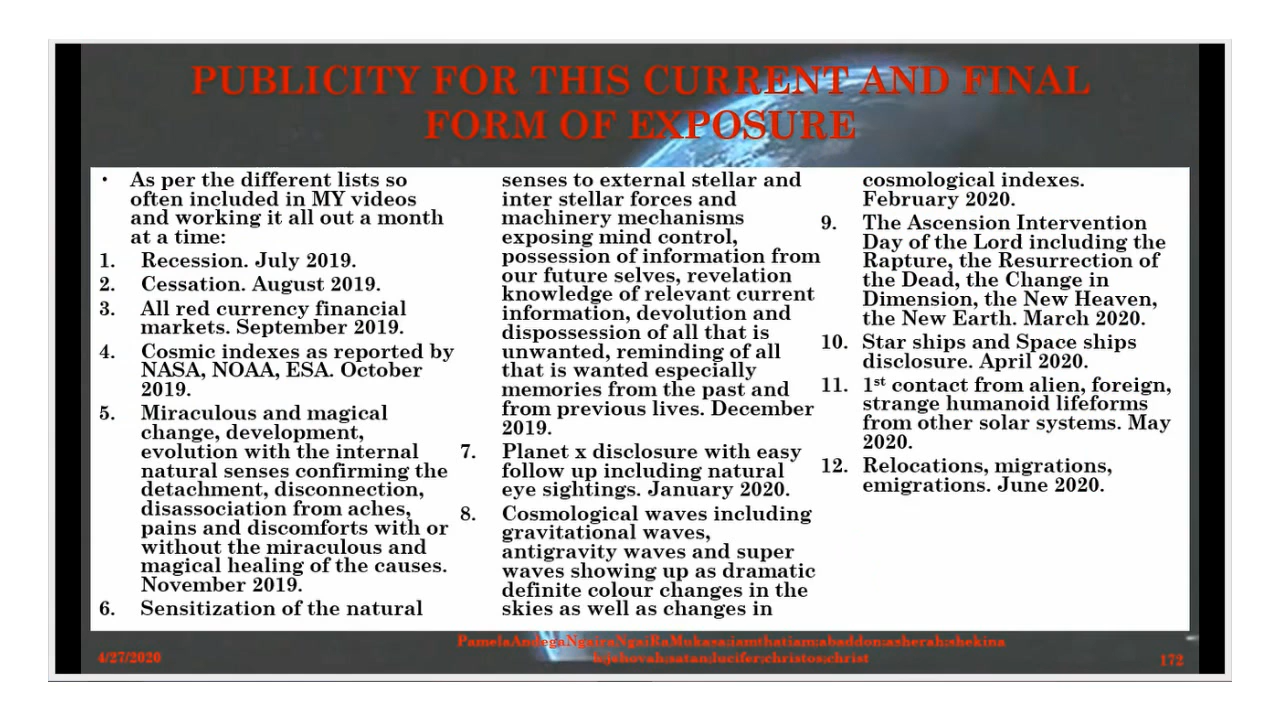 PUBLICITY FOR THIS CURRENT AND FINAL
FORM OF EXPOSURE
• As per the different lists so
often included in MY videos
and working it all out a month
at a time:
1. Recession. July 2019.
2. Cessation. August 2019.
3. All red currency financial
markets. September 2019.
4. Cosmic indexes as reported by
NASA, NOAA, ESA. October
2019.
5. Miraculous and magical
change, development,
evolution with the internal
natural senses confirming the
detachment, disconnection,
disassociation from aches,
pains and discomforts with or
without the miraculous and
magical healing of the causes.
November 2019.
6. Sensitization of the natural
senses to external stellar and
inter stellar forces and
machinery mechanisms
exposing mind control,
possession of information from
our future selves, revelation
knowledge of relevant current
information, devolution and
dispossession of all that is
unwanted, reminding of all
that is wanted especially
memories from the past and
from previous lives. December
2019.
7. Planet x disclosure with easy
follow up including natural
eye sightings. January 2020.
8. Cosmological waves including
gravitational waves,
antigravity waves and super
waves showing up as dramatic
definite colour changes in the
skies as well as changes in
cosmological indexes.
February 2020.
9. The Ascension Intervention
Day of the Lord including the
Rapture, the Resurrection of
the Dead, the Change in
Dimension, the New Heaven,
the New Earth. March 2020.
10. Star ships and Space ships
disclosure. April 2020.
11. 1st contact from alien, foreign,
strange humanoid lifeforms
from other solar systems. May
2020.
12. Relocations, migrations,
emigrations. June 2020.
4/27/2020
PamelaAndegaNgairaNgaiRaMukasa;iamthatiam;abaddon;asherah;shekina
h;jehovah;satan;lucifer;christos;christ
172